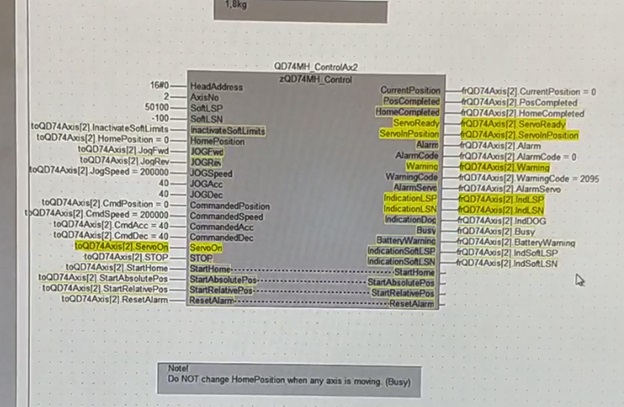 1,8kg
QD74MH_ControlAx2
zQD74MH_Control
16#0 HeadAddress CurrentPosition frQD74Axis[2].CurrentPosition = 0
2 AxisNo PosCompleted frQD74Axis[2].PosCompleted
50100 SoftLSP HomeCompleted frQD74Axis[2].HomeCompleted
-100 SoftLSN ServoReady frQD74Axis[2].ServoReady
toQD74Axis[2].InactivateSoftLimits InactivateSoftLimits ServoInPosition frQD74Axis[2].ServoInPosition
toQD74Axis[2].HomePosition = 0 HomePosition Alarm frQD74Axis[2].Alarm
toQD74Axis[2].JogFwd JOGFwd AlarmCode frQD74Axis[2].AlarmCode = 0
toQD74Axis[2].JogRev JOGRev Warning frQD74Axis[2].Warning
toQD74Axis[2].JogSpeed = 200000 JOGSpeed WarningCode frQD74Axis[2].WarningCode = 2095
40 JOGAcc AlarmServo frQD74Axis[2].AlarmServo
40 JOGDec IndicationLSP frQD74Axis[2].IndLSP
toQD74Axis[2].CmdPosition = 0 CommandedPosition IndicationLSN frQD74Axis[2].IndLSN
toQD74Axis[2].CmdSpeed = 200000 CommandedSpeed IndicationDog frQD74Axis[2].IndDOG
toQD74Axis[2].CmdAcc = 40 CommandedAcc Busy frQD74Axis[2].Busy
toQD74Axis[2].CmdDec = 40 CommandedDec BatteryWarning frQD74Axis[2].BatteryWarning
toQD74Axis[2].ServoOn ServoOn IndicationSoftLSP frQD74Axis[2].IndSoftLSP
toQD74Axis[2].STOP STOP IndicationSoftLSN frQD74Axis[2].IndSoftLSN
toQD74Axis[2].StartHome StartHome StartHome
toQD74Axis[2].StartAbsolutePos StartAbsolutePos StartAbsolutePos
toQD74Axis[2].StartRelativePos StartRelativePos StartRelativePos
toQD74Axis[2].ResetAlarm ResetAlarm ResetAlarm
Note!
Do NOT change HomePosition when any axis is moving. (Busy)